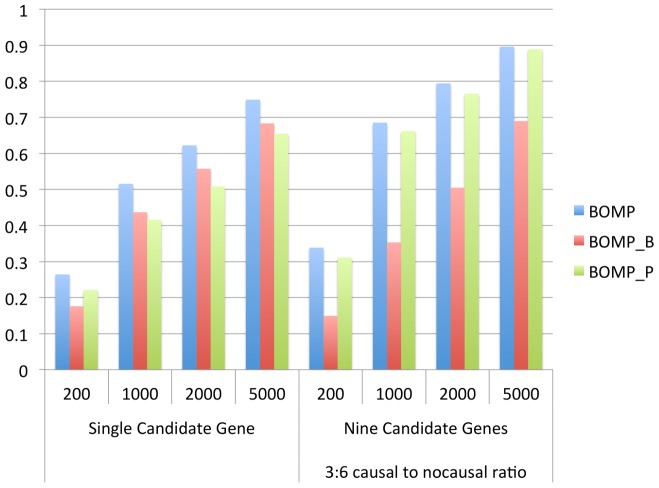 1
0.9
0.8
0.7
0.6
0.5
0.4
0.3
0.2
0.1
0
200 1000 2000 5000 200 1000 2000 5000
Single Candidate Gene Nine Candidate Genes
3:6 causal to nocausal ratio
BOMP
BOMP_B
BOMP_P